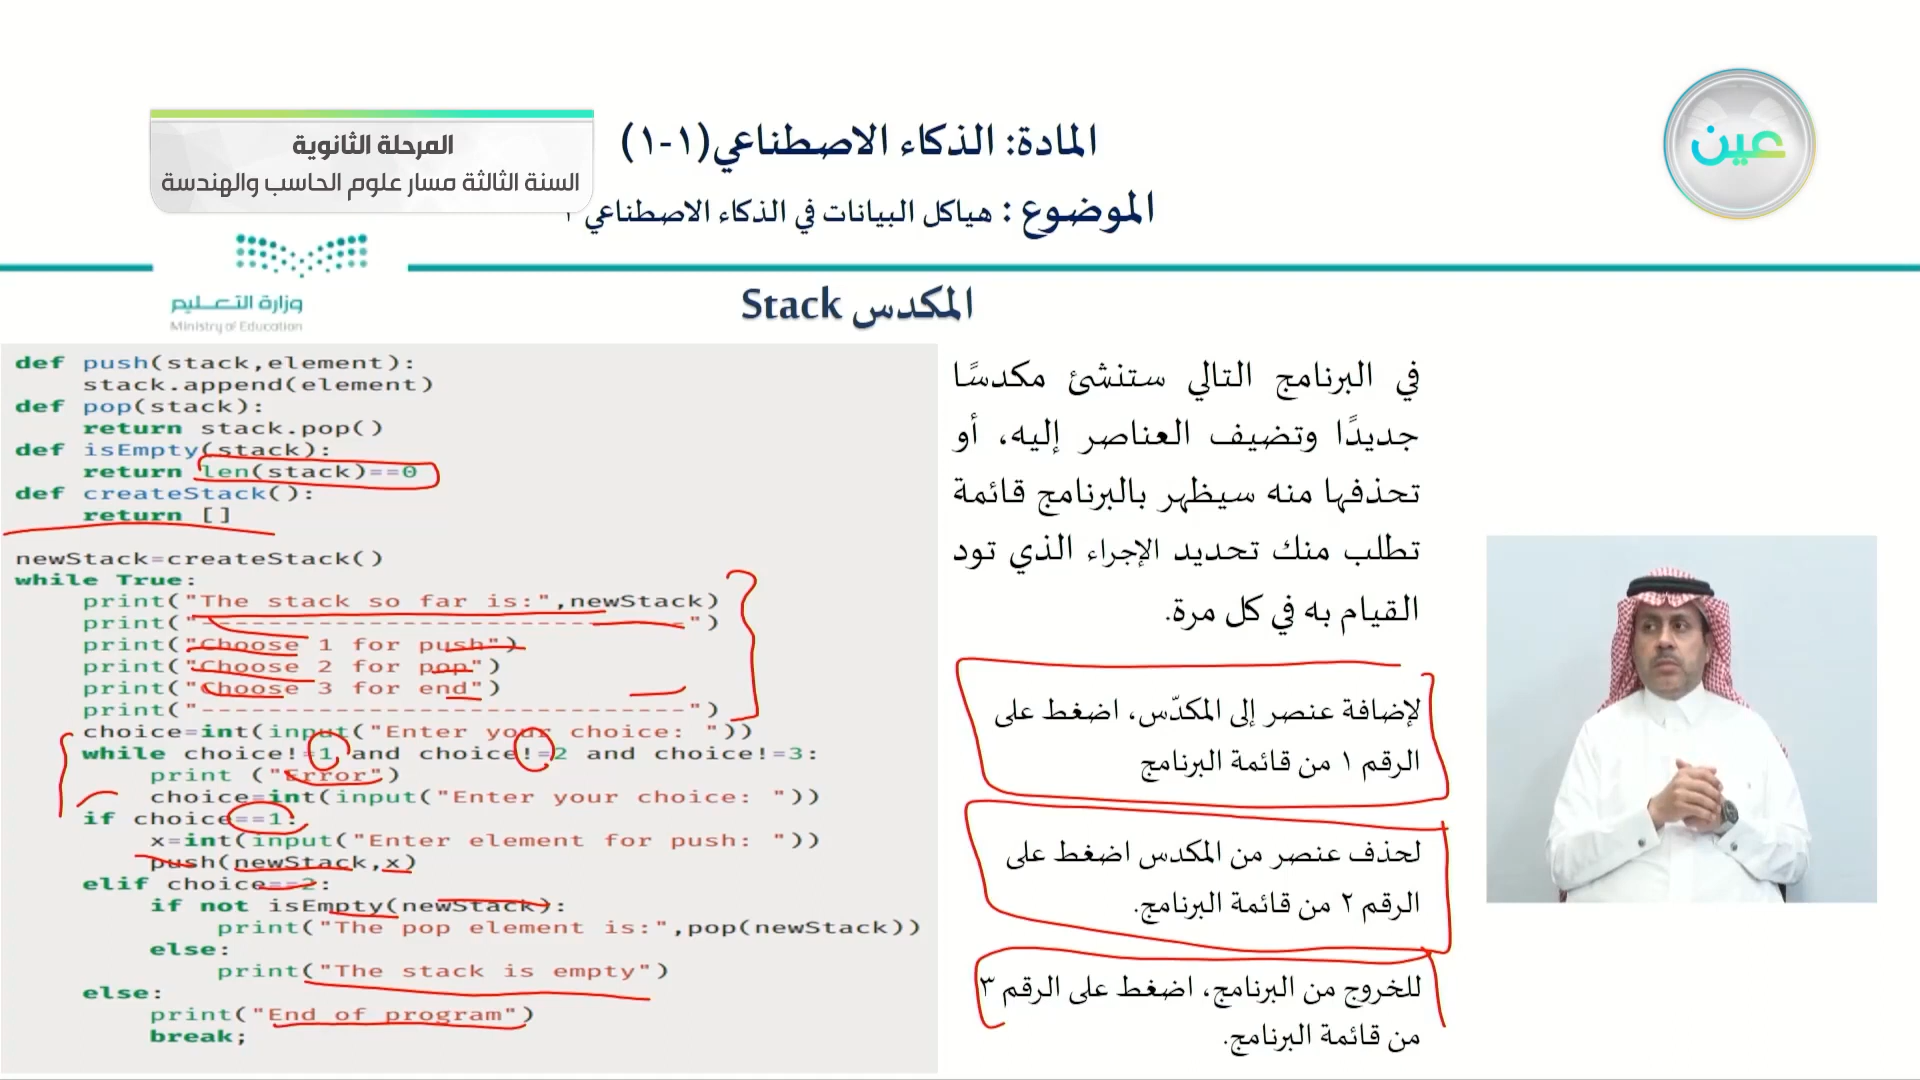 المادة: الذكاء الاصطناعي(١-١)
الموضوع : هياكل البيانات في الذكاء الاصطناعي
المرحلة الثانوية
السنة الثالثة مسار علوم الحاسب والهندسة
عين
وزارة التعليم
Ministry of Education
المكدس Stack
في البرنامج التالي ستنشئ مكدسًا
جديدًا وتضيف العناصر إليه، أو
تحذفها منه سيظهر بالبرنامج قائمة
تطلب منك تحديد الإجراء الذي تود
القيام به في كل مرة.
لإضافة عنصر إلى المكدّس، اضغط على
الرقم ١ من قائمة البرنامج
لحذف عنصر من المكدس اضغط على
الرقم ٢ من قائمة البرنامج.
للخروج من البرنامج، اضغط على الرقم ٣
من قائمة البرنامج.
def push(stack,element):
    stack.append(element)
def pop(stack):
    return stack.pop()
def isEmpty(stack):
    return len(stack)==0
def createStack():
    return []
newStack=createStack()
while True:
    print("The stack so far is:",newStack)
    print("-----------------------------")
    print("Choose 1 for push")
    print("Choose 2 for pop")
    print("Choose 3 for end")
    print("-----------------------------")
    choice=int(input("Enter your choice: "))
    while choice!=1 and choice!=2 and choice!=3:
        print ("Error")
        choice=int(input("Enter your choice: "))
    if choice==1:
        x=int(input("Enter element for push: "))
        push(newStack,x)
    elif choice==2:
        if not isEmpty(newStack):
            print("The pop element is:",pop(newStack))
        else:
            print("The stack is empty")
    else:
        print("End of program")
        break;